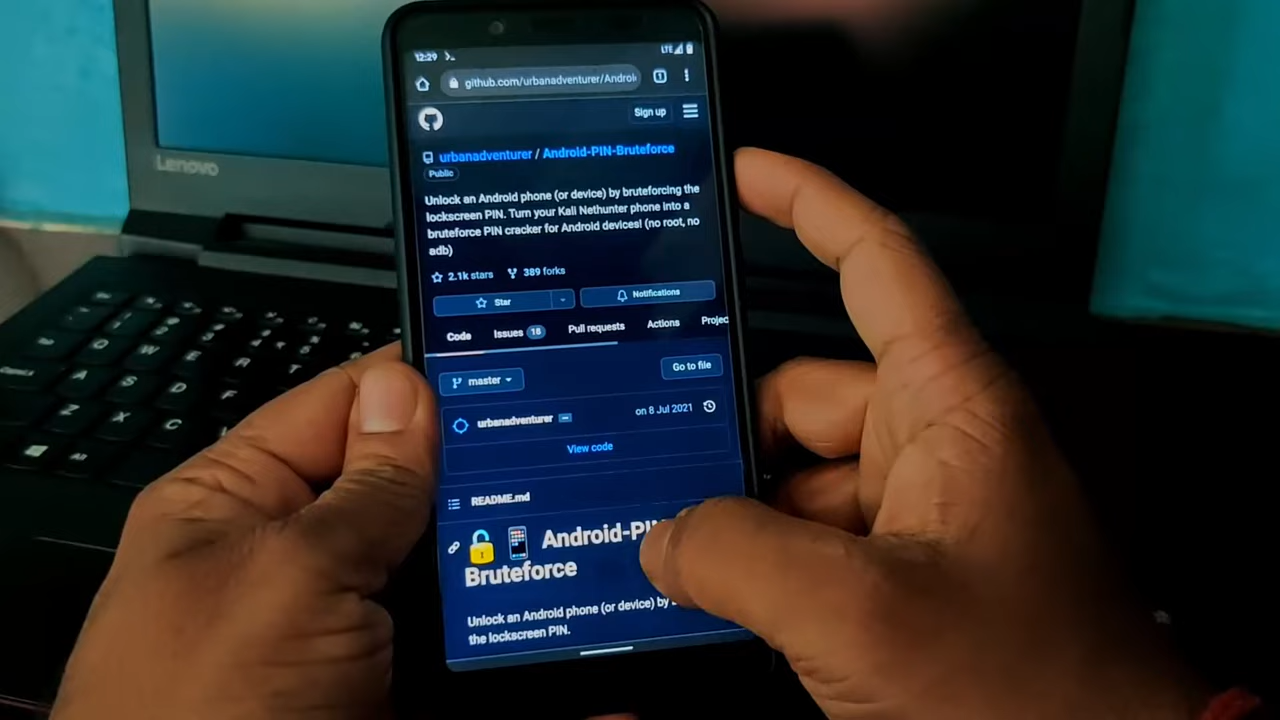 Lenovo
12:29
LTE
github.com/urbanadventurer/Androi
1
Sign up
urbanadventurer / Android-PIN-Bruteforce
Public
Unlock an Android phone (or device) by bruteforcing the
lockscreen PIN. Turn your Kali Nethunter phone into a
bruteforce PIN cracker for Android devices! (no root, no
adb)
2.1k stars 389 forks
Star Notifications
Code Issues 18 Pull requests Actions Projec
master Go to file
urbanadventurer on 8 Jul 2021
View code
README.md
Android-PIN
Bruteforce
Unlock an Android phone (or device) by
the lockscreen PIN.
Q W E R T
A S D F
Z X C
Alt